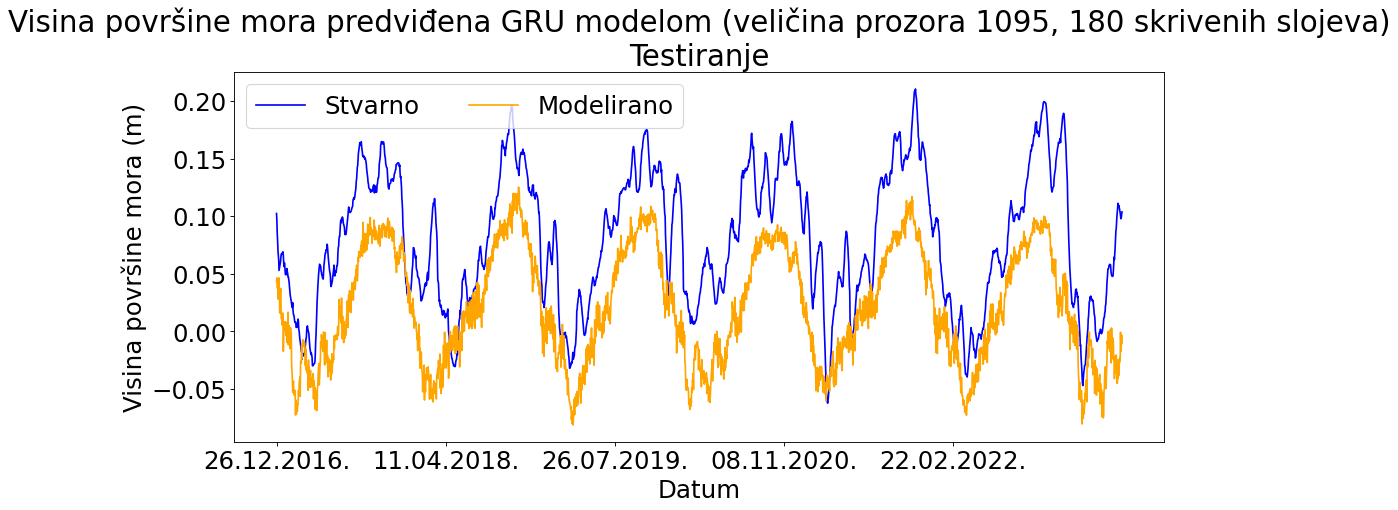 Visina površine mora predviđena GRU modelom (veličina prozora 1095, 180 skrivenih slojeva)
Testiranje
Stvarno Modelirano
Visina površine mora (m)
0.20
0.15
0.10
0.05
0.00
−0.05
26.12.2016. 11.04.2018. 26.07.2019. 08.11.2020. 22.02.2022.
Datum